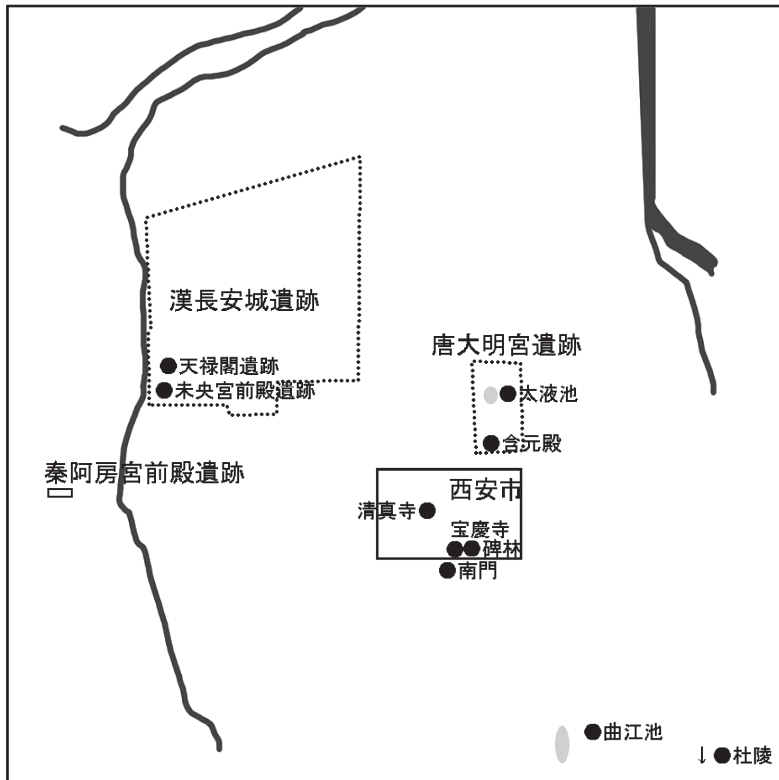 漢長安城遺跡
唐大明宮遺跡
天禄閣遺跡
未央宮前殿遺跡
太液池
含元殿
秦阿房宮前殿遺跡
西安市
清真寺
宝慶寺
碑林
南門
曲江池
↓ 杜陵